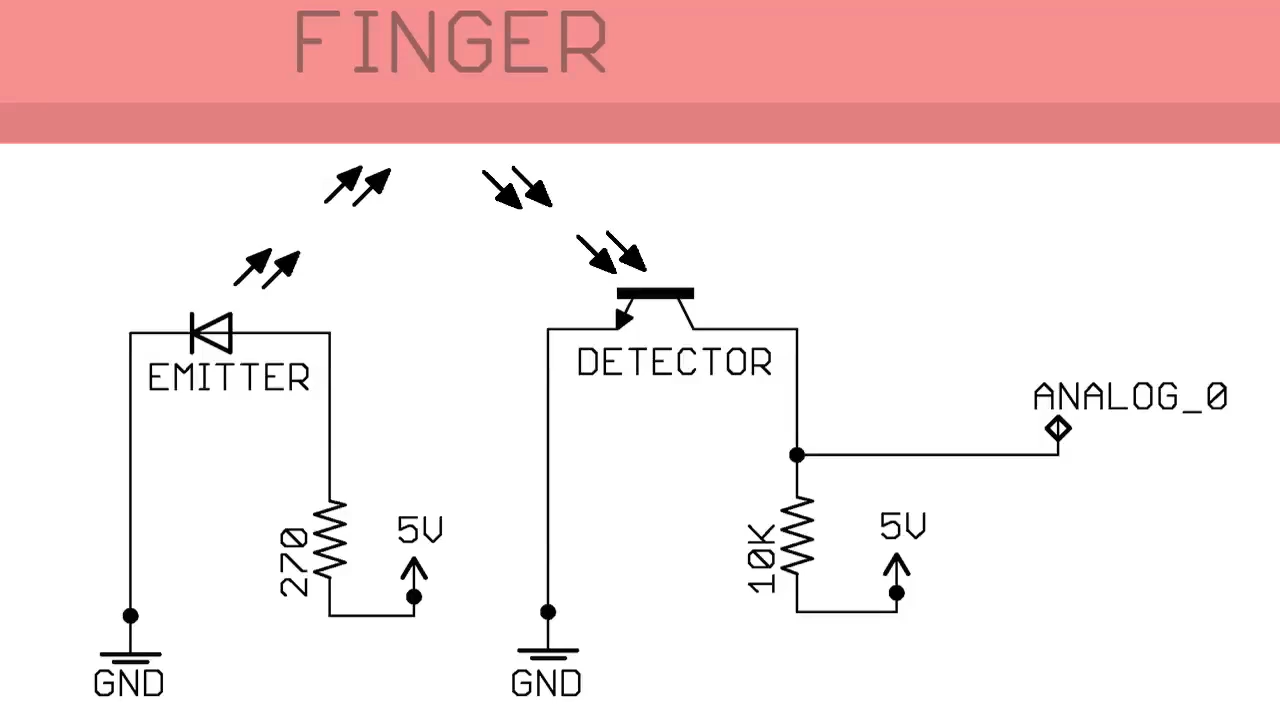 FINGER
EMITTER
DETECTOR
ANALOG_0
270
5V
10K
5V
GND
GND